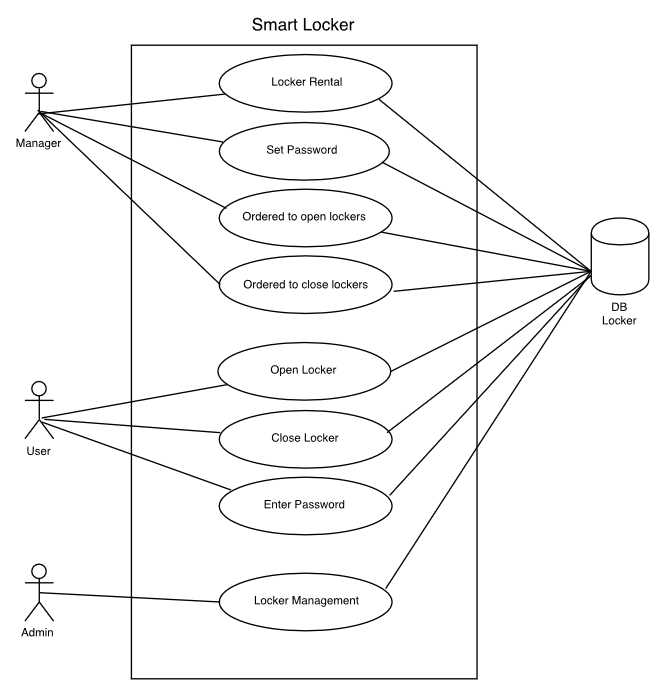 Smart Locker
Manager
Locker Rental
Set Password
Ordered to open lockers
Ordered to close lockers
DB
Locker
User
Open Locker
Close Locker
Enter Password
Admin
Locker Management